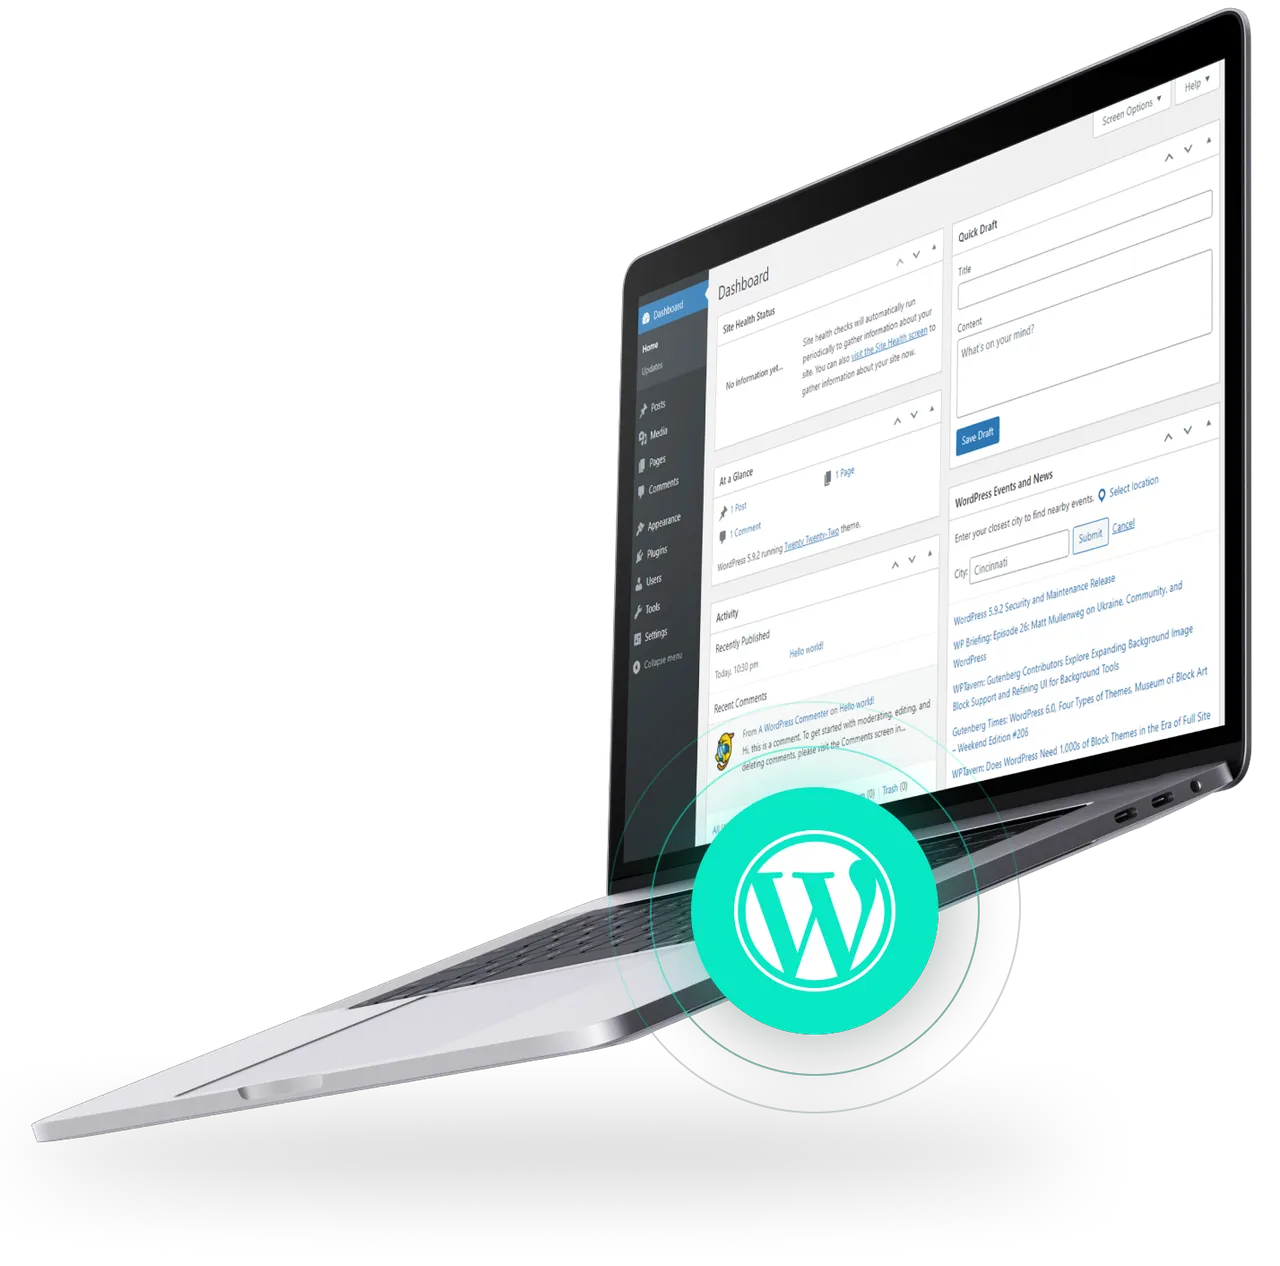 Screen Options
Help
Dashboard
Home
Updates
Posts
Media
Pages
Comments
Appearance
Plugins
Users
Tools
Settings
Collapse menu
Dashboard
Site Health Status
No information yet...
Site health checks will automatically run
periodically to gather information about your
site. You can also visit the Site Health screen to
gather information about your site now.
At a Glance
1 Post
1 Page
1 Comment
WordPress 5.9.2 running Twenty Twenty-Two theme.
Activity
Recently Published
Today, 10:30 pm
Hello world!
Recent Comments
From A WordPress Commenter on Hello world!
Hi, this is a comment. To get started with moderating, editing, and
deleting comments, please visit the Comments screen in...
(0) | Trash (0)
Quick Draft
Title
Content
What's on your mind?
Save Draft
WordPress Events and News
Enter your closest city to find nearby events.
Select location
City:
Cincinnati
Submit
Cancel
WordPress 5.9.2 Security and Maintenance Release
WP Briefing: Episode 26: Matt Mullenweg on Ukraine, Community, and
WordPress
WPTavern: Gutenberg Contributors Explore Expanding Background Image
Block Support and Refining UI for Background Tools
Gutenberg Times: WordPress 6.0, Four Types of Themes, Museum of Block Art
– Weekend Edition #206
WPTavern: Does WordPress Need 1,000s of Block Themes in the Era of Full Site
W